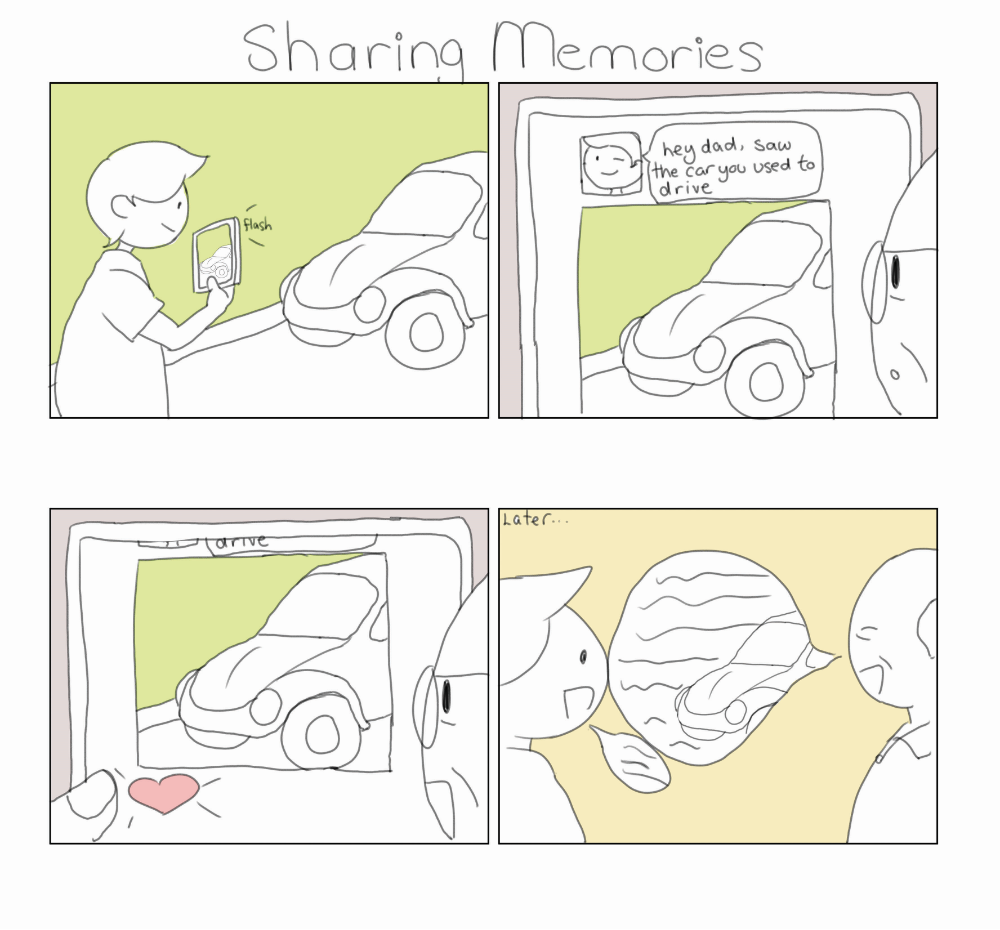 Sharing Memories
flash
hey dad, saw
the car you used to
drive
drive
Later...